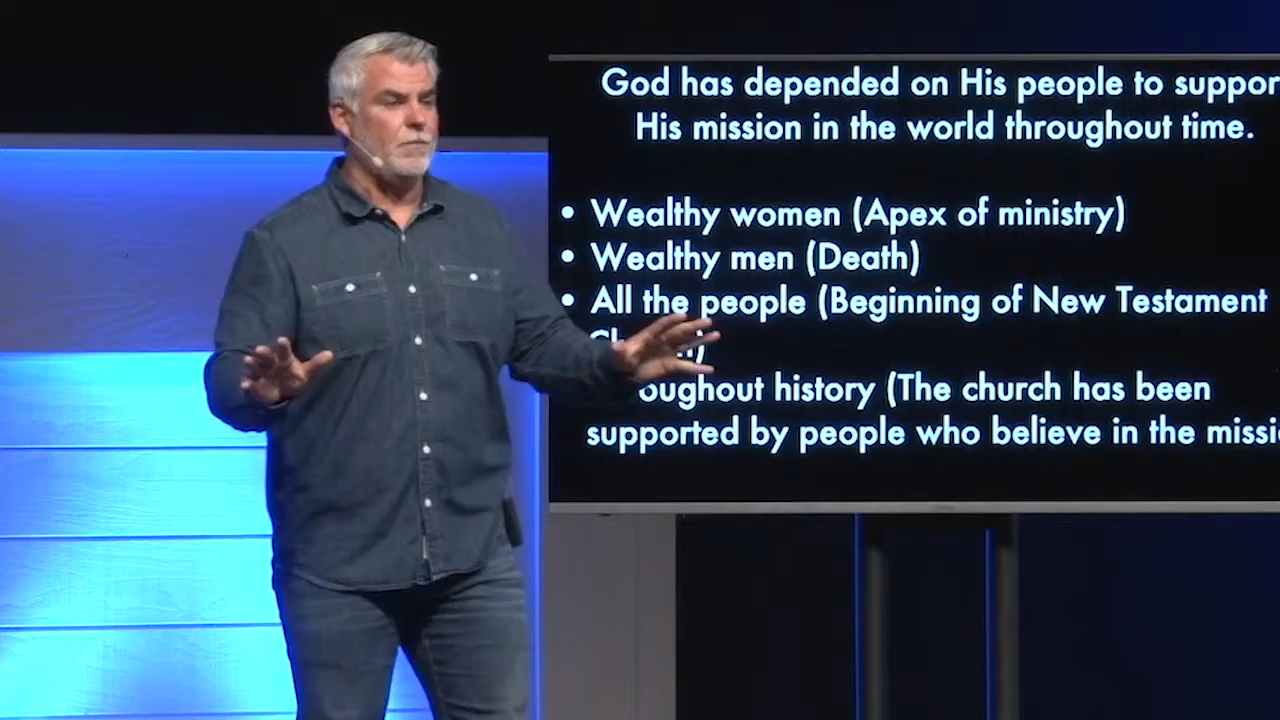 God has depended on His people to suppor
His mission in the world throughout time.
• Wealthy women (Apex of ministry)
• Wealthy men (Death)
• All the people (Beginning of New Testament
oughout history (The church has been
supported by people who believe in the missi